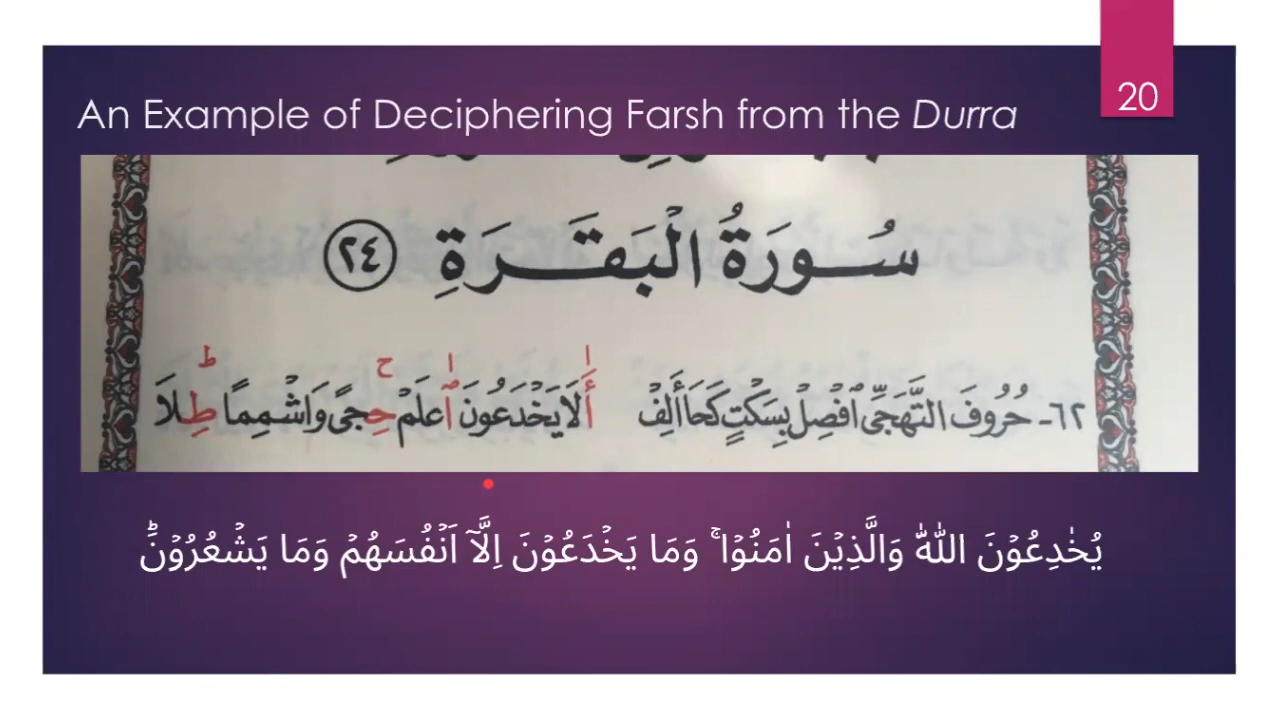 20
An Example of Deciphering Farsh from the Durra
سُورَةُ الْبَقَرَةِ ٢٤
٦٢- حُرُوفَ التَّهَجِّي افْصِلْ بِسَكْتٍ كَحَا أَلِفْ أَلَا يَخْدَعُونَ اعْلَمْ حِجىً وَاشْمِمًا طِلَا
يُخٰدِعُوۡنَ اللّٰهَ وَالَّذِيۡنَ اٰمَنُوۡا ۚ وَمَا يَخۡدَعُوۡنَ اِلَّاۤ اَنۡفُسَهُمۡ وَمَا يَشۡعُرُوۡنَؕ